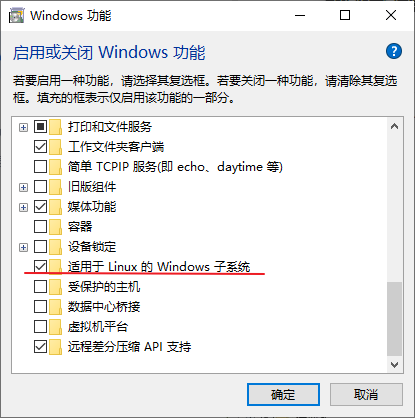 Windows 功能
启用或关闭 Windows 功能
若要启用一种功能，请选择其复选框。若要关闭一种功能，请清除其复选
框。填充的框表示仅启用该功能的一部分。
打印和文件服务
工作文件夹客户端
简单 TCPIP 服务(即 echo、daytime 等)
旧版组件
媒体功能
容器
设备锁定
适用于 Linux 的 Windows 子系统
受保护的主机
数据中心桥接
虚拟机平台
远程差分压缩 API 支持
确定
取消